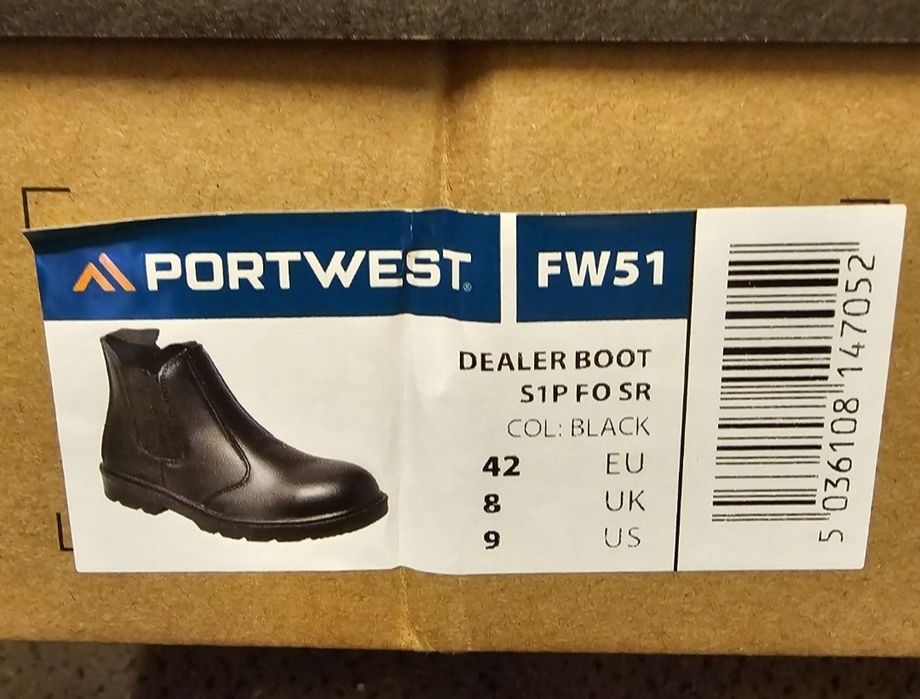 PORTWEST®
FW51
DEALER BOOT
S1P FO SR
COL: BLACK
42 EU
8 UK
9 US
5 036108 147052